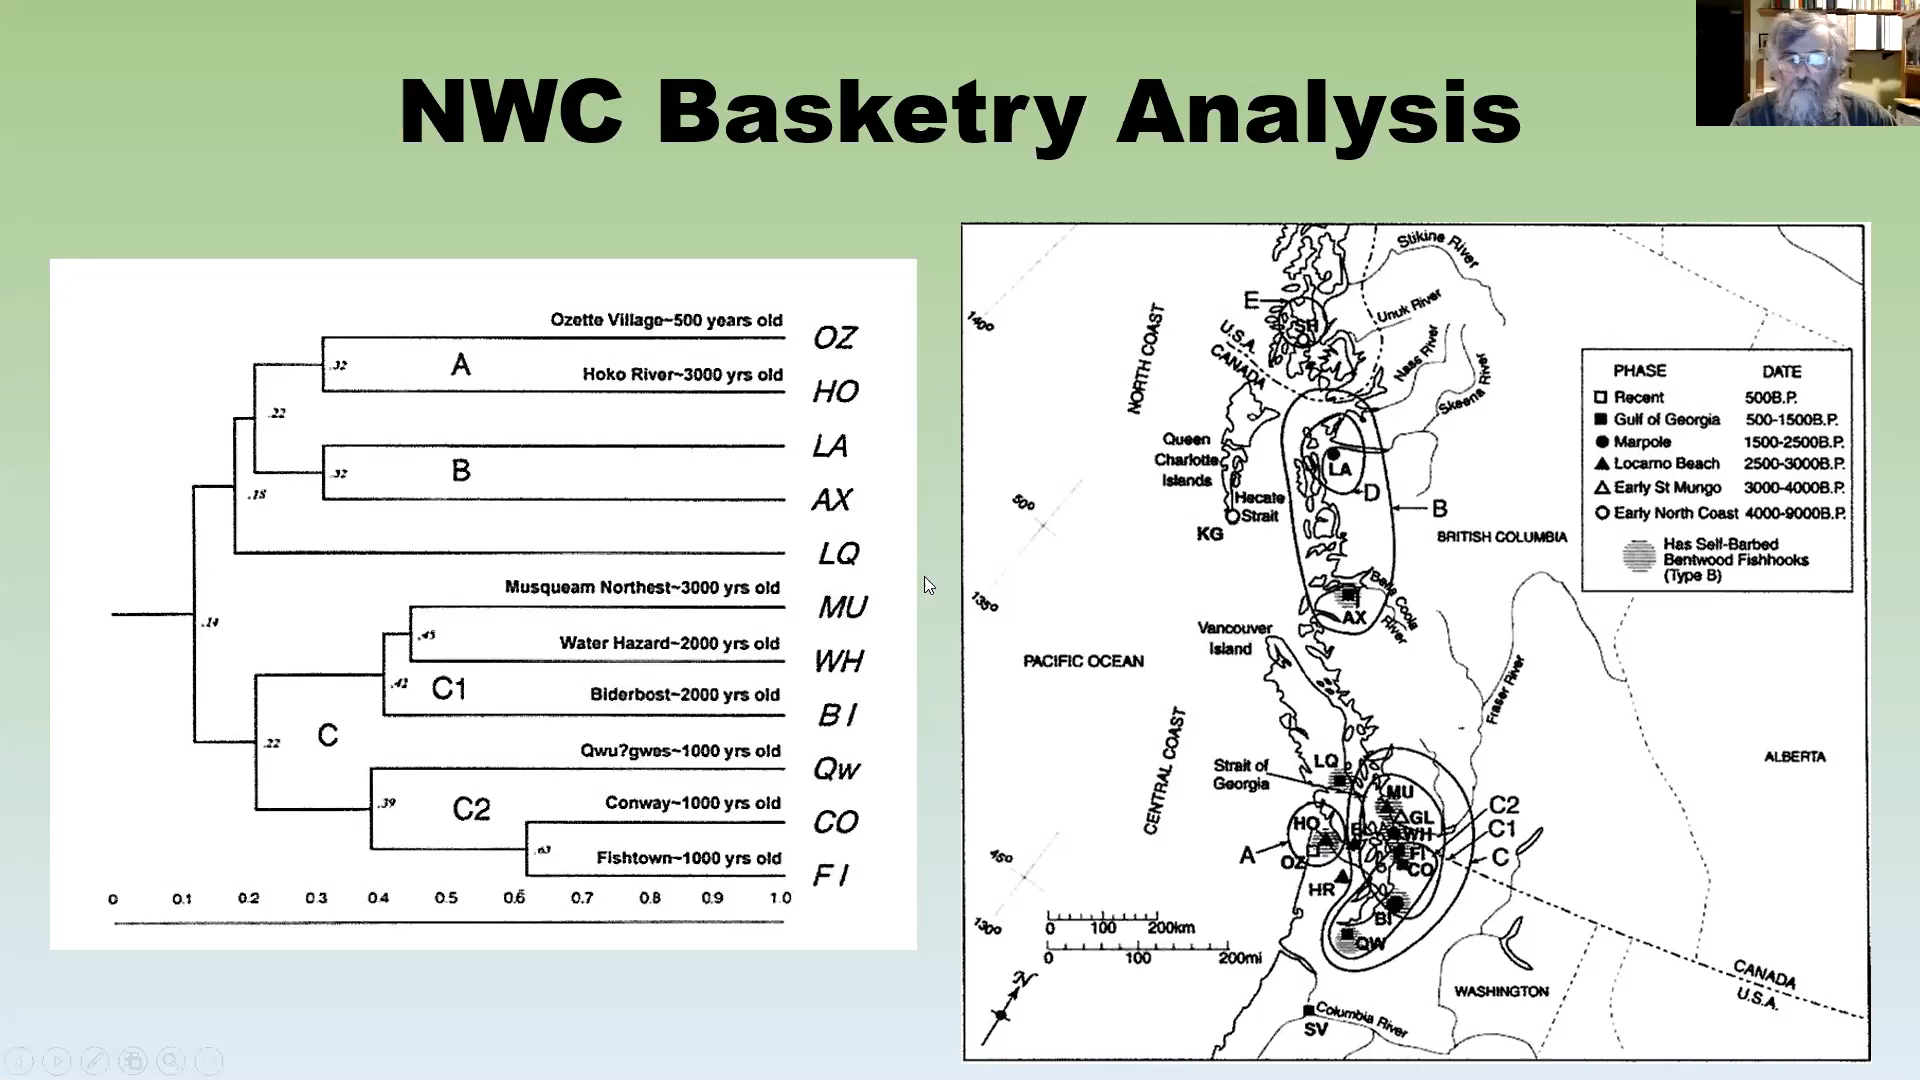 NWC Basketry Analysis
Ozette Village~500 years old
OZ
.32
A
Hoko River~3000 yrs old
HO
.22
LA
.32
B
AX
.18
LQ
Musqueam Northest~3000 yrs old
MU
.14
.45
Water Hazard~2000 yrs old
WH
.42
C1
Biderbost~2000 yrs old
BI
C
.22
Qwu?gwes~1000 yrs old
Qw
.39
C2
Conway~1000 yrs old
CO
.63
Fishtown~1000 yrs old
FI
0 0.1 0.2 0.3 0.4 0.5 0.6 0.7 0.8 0.9 1.0
Stikine River
E
SH
Unuk River
140°
NORTH COAST
U.S.A.
CANADA
Nass River
Skeena River
PHASE DATE
Recent 500B.P.
Gulf of Georgia 500-1500B.P.
Marpole 1500-2500B.P.
Locarno Beach 2500-3000B.P.
Early St Mungo 3000-4000B.P.
Early North Coast 4000-9000B.P.
Has Self-Barbed
Bentwood Fishhooks
(Type B)
Queen
Charlotte
Islands
LA
D
Hecate
Strait
KG
B
BRITISH COLUMBIA
50°
135°
Bella Coola
River
AX
Vancouver
Island
PACIFIC OCEAN
Fraser River
CENTRAL COAST
ALBERTA
LQ
Strait of
Georgia
MU
GL
WH
HO
FI
CO
OZ
A
C2
C1
C
45°
HR
BI
QW
130°
0 100 200km
0 100 200mi
N
WASHINGTON
CANADA
U.S.A.
Columbia River
SV